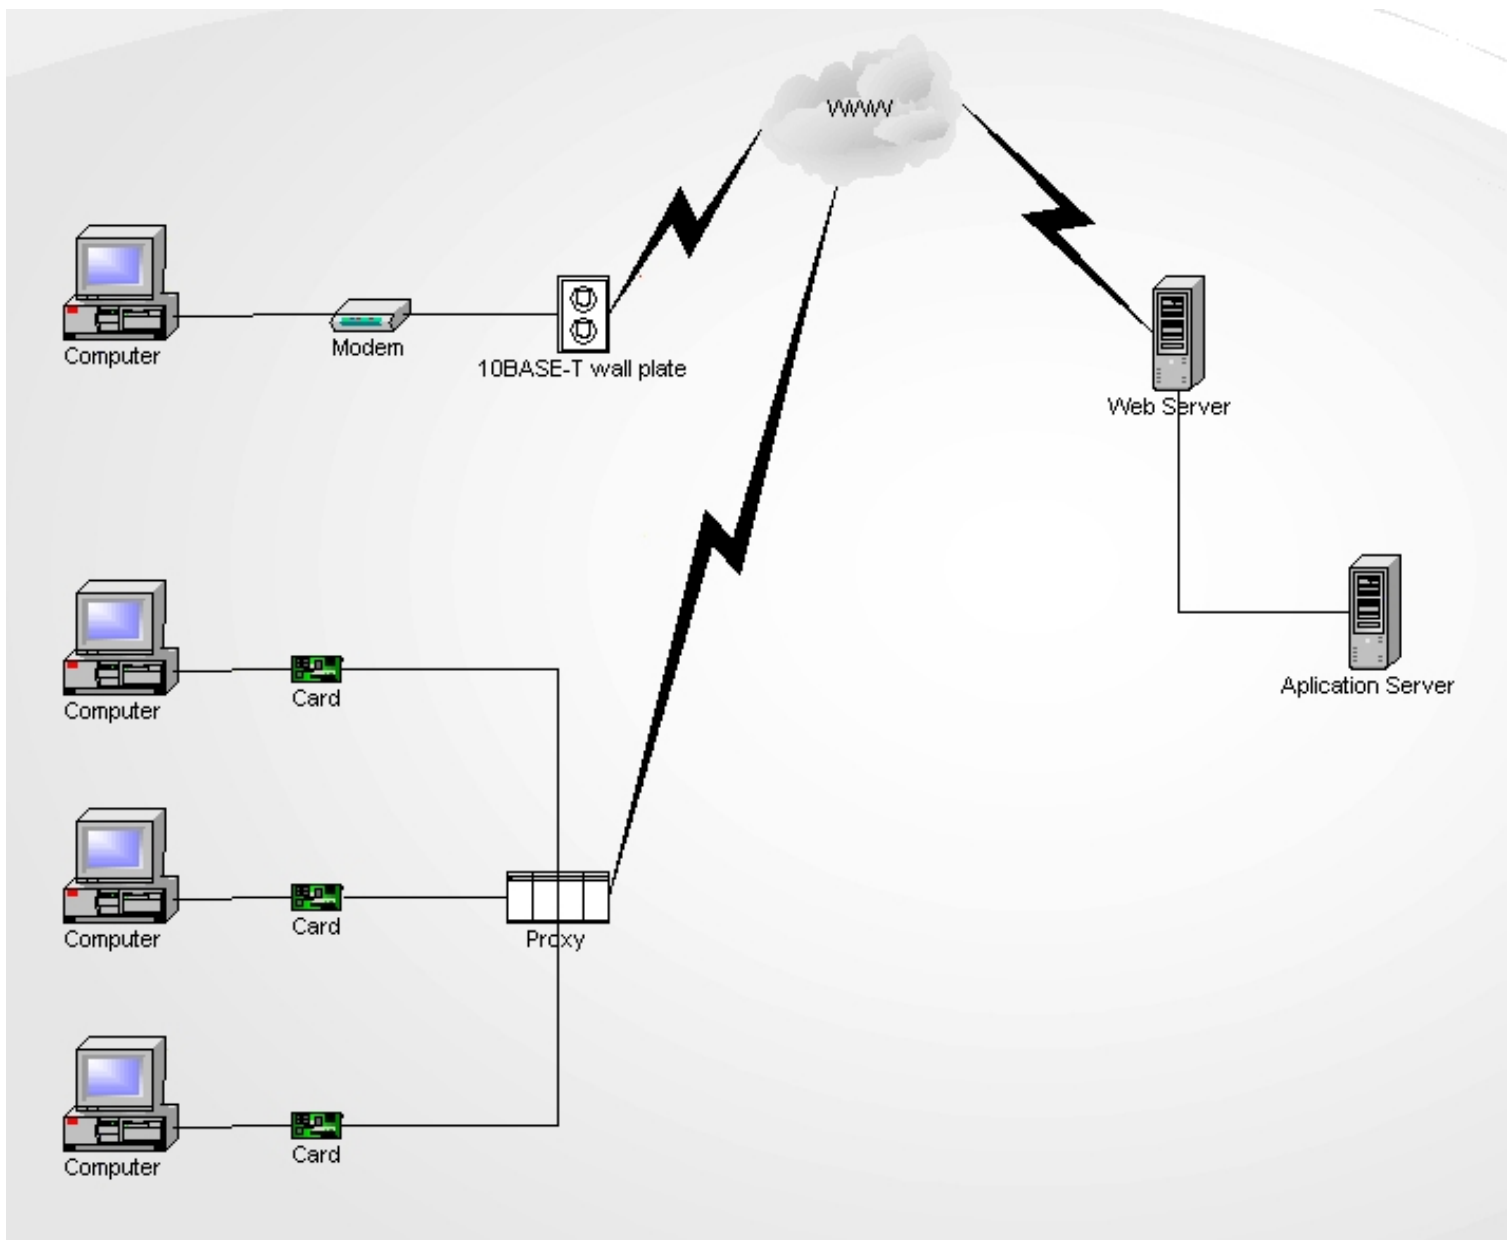 WWW
Computer
Modem
10BASE-T wall plate
Web Server
Computer
Card
Aplication Server
Computer
Card
Proxy
Computer
Card